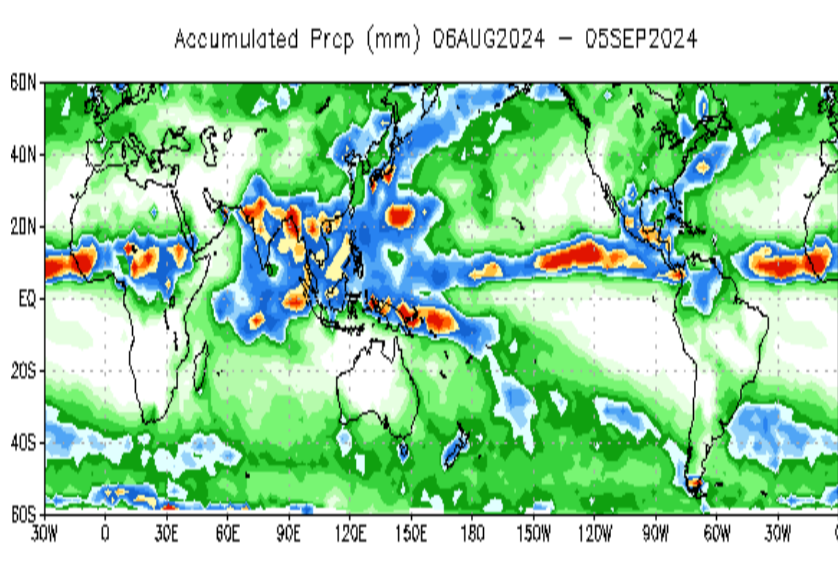 Accumulated Prcp (mm) 06AUG2024 – 05SEP2024
60N
40N
20N
EQ
20S
40S
60S
30W 0 30E 60E 90E 120E 150E 180 150W 120W 90W 60W 30W